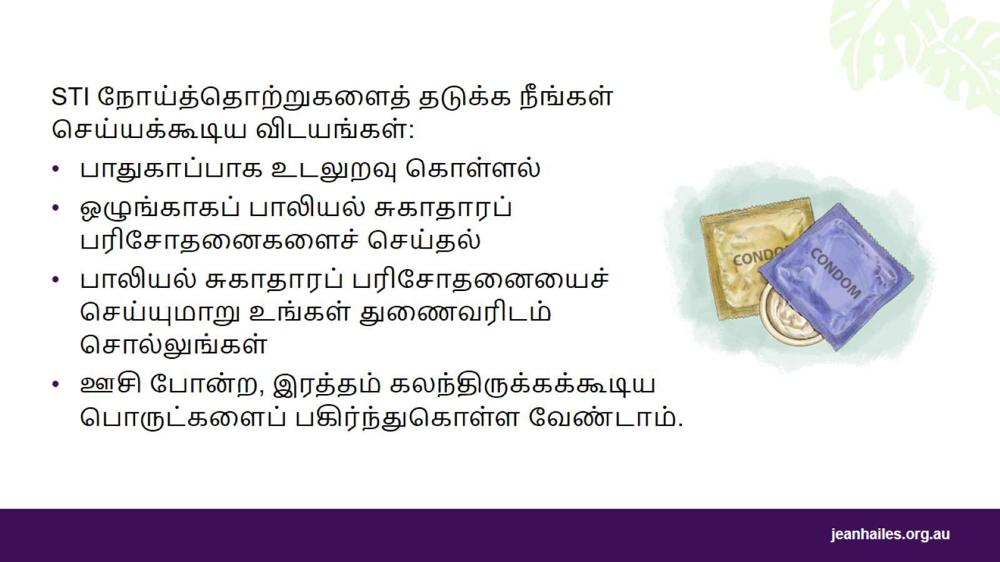 STI நோய்த்தொற்றுகளைத் தடுக்க நீங்கள்
செய்யக்கூடிய விடயங்கள்:
• பாதுகாப்பாக உடலுறவு கொள்ளல்
• ஒழுங்காகப் பாலியல் சுகாதாரப்
பரிசோதனைகளைச் செய்தல்
• பாலியல் சுகாதாரப் பரிசோதனையைச்
செய்யுமாறு உங்கள் துணைவரிடம்
சொல்லுங்கள்
• ஊசி போன்ற, இரத்தம் கலந்திருக்கக்கூடிய
பொருட்களைப் பகிர்ந்துகொள்ள வேண்டாம்.
CONDOM
jeanhailes.org.au